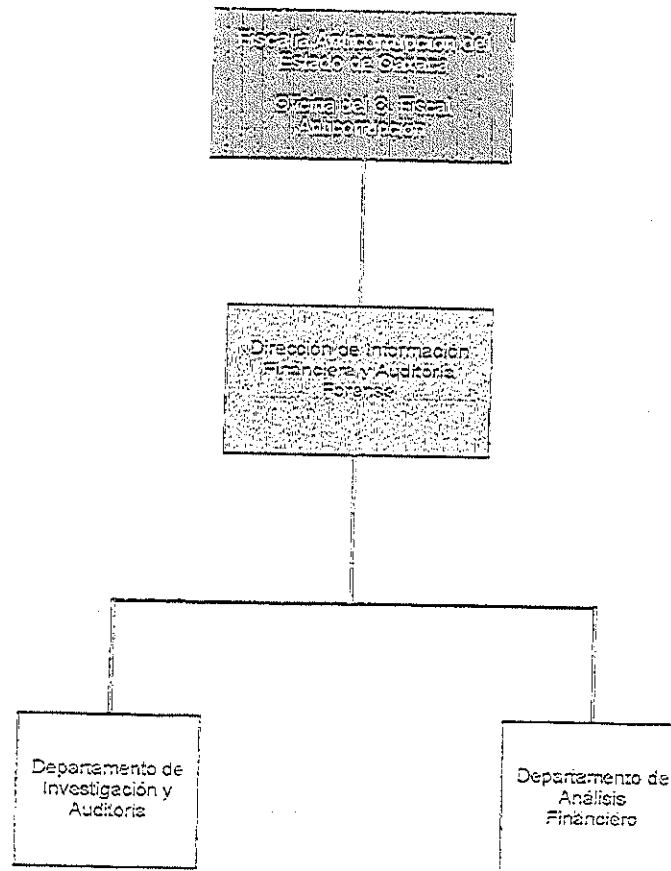 Fiscalía Anticorrupción del
Estado de Oaxaca
Oficina del C. Fiscal
Anticorrupción
Dirección de Información
Financiera y Auditoría
Forense
Departamento de
Investigación y
Auditoría
Departamento de
Análisis
Financiero